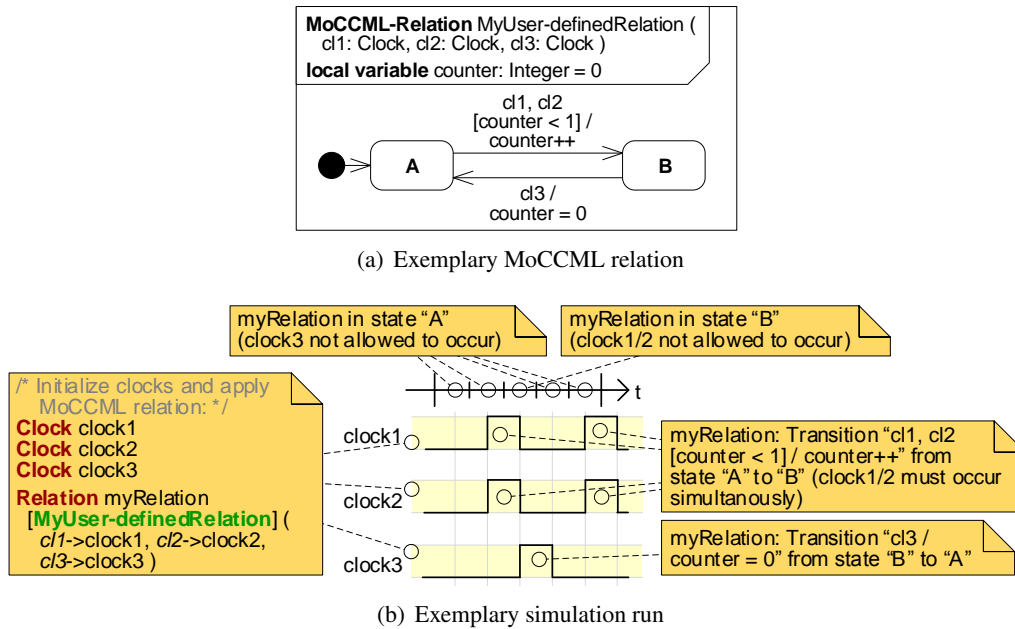 MoCCML-Relation MyUser-definedRelation (
cl1: Clock, cl2: Clock, cl3: Clock )
local variable counter: Integer = 0
cl1, cl2
[counter < 1] /
counter++
A
B
cl3 /
counter = 0
(a) Exemplary MoCCML relation
myRelation in state “A”
(clock3 not allowed to occur)
myRelation in state “B”
(clock1/2 not allowed to occur)
/* Initialize clocks and apply
MoCCML relation: */
Clock clock1
Clock clock2
Clock clock3
Relation myRelation
[MyUser-definedRelation] (
cl1->clock1, cl2->clock2,
cl3->clock3 )
t
clock1
clock2
clock3
myRelation: Transition “cl1, cl2
[counter < 1] / counter++” from
state “A” to “B” (clock1/2 must occur
simultanously)
myRelation: Transition “cl3 /
counter = 0” from state “B” to “A”
(b) Exemplary simulation run